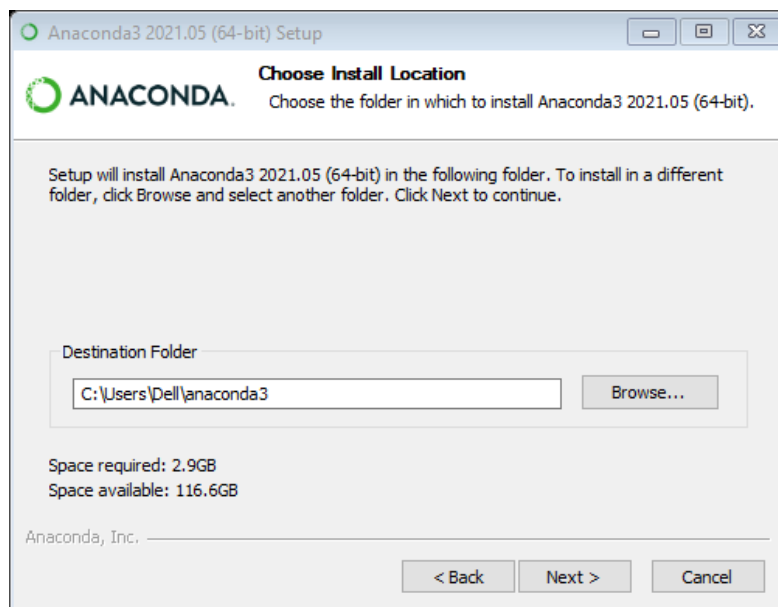 Anaconda3 2021.05 (64-bit) Setup
ANACONDA.
Choose Install Location
Choose the folder in which to install Anaconda3 2021.05 (64-bit).
Setup will install Anaconda3 2021.05 (64-bit) in the following folder. To install in a different
folder, click Browse and select another folder. Click Next to continue.
Destination Folder
C:\Users\Dell\anaconda3
Browse...
Space required: 2.9GB
Space available: 116.6GB
Anaconda, Inc.
< Back
Next >
Cancel